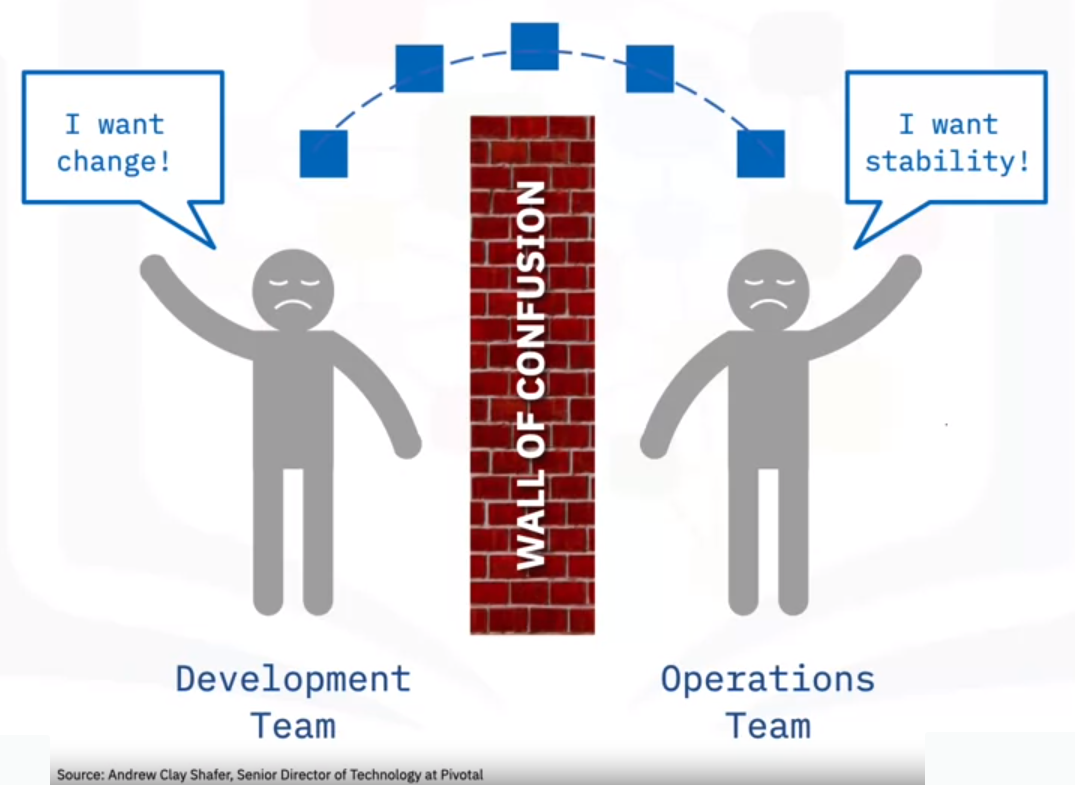 I want
change!
I want
stability!
WALL OF CONFUSION
Development
Team
Operations
Team
Source: Andrew Clay Shafer, Senior Director of Technology at Pivotal